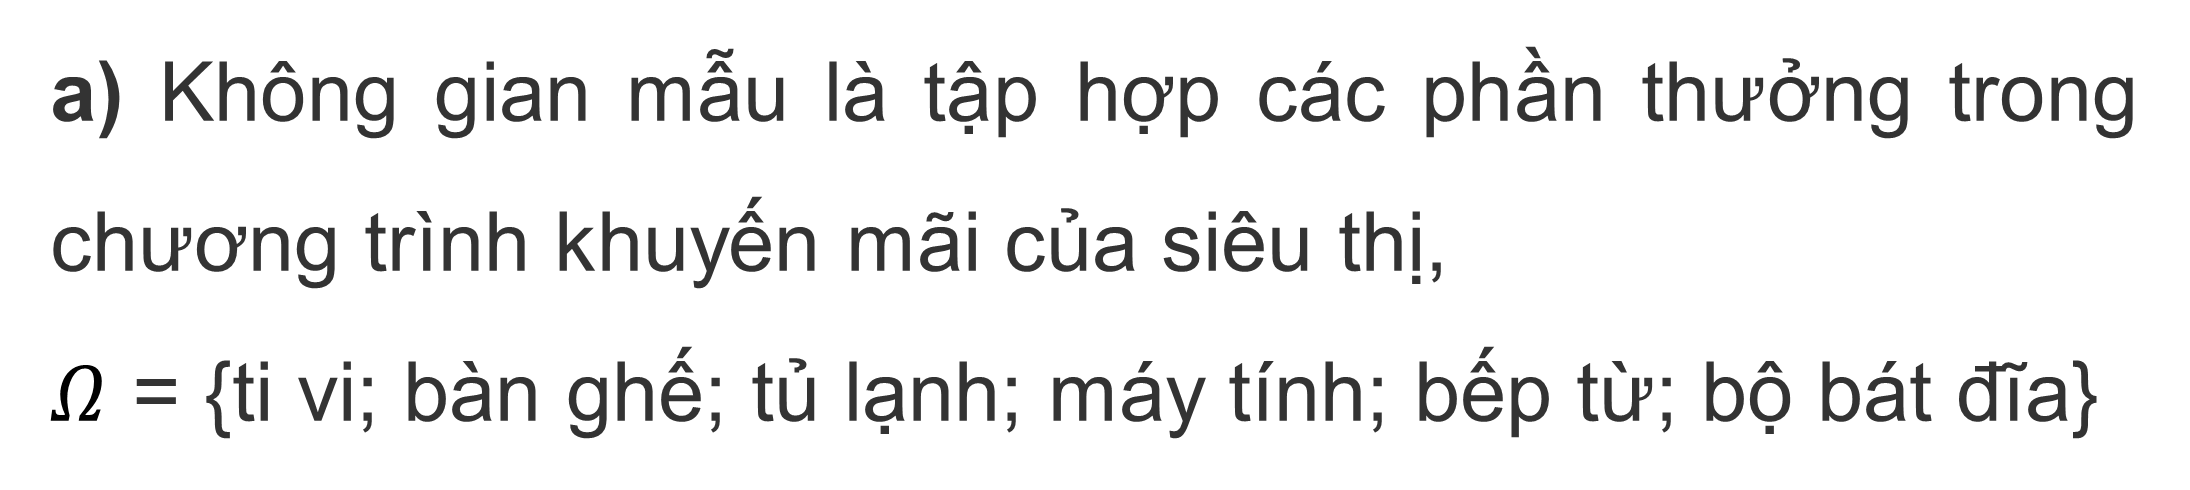 a) Không gian mẫu là tập hợp các phần thưởng trong
chương trình khuyến mãi của siêu thị,
Ω = {ti vi; bàn ghế; tủ lạnh; máy tính; bếp từ; bộ bát đĩa}